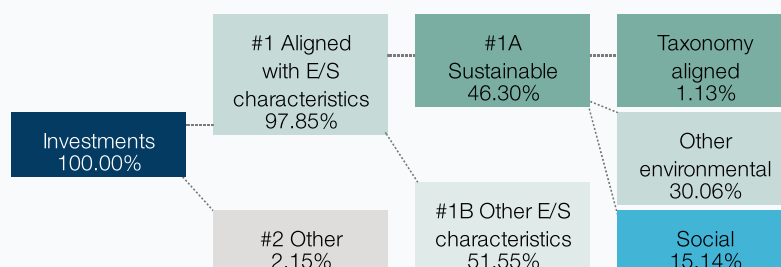 #1 Aligned
with E/S
characteristics
97.85%
#1A
Sustainable
46.30%
Taxonomy
aligned
1.13%
Investments
100.00%
Other
environmental
30.06%
#1B Other E/S
characteristics
51.55%
#2 Other
2.15%
Social
15.14%